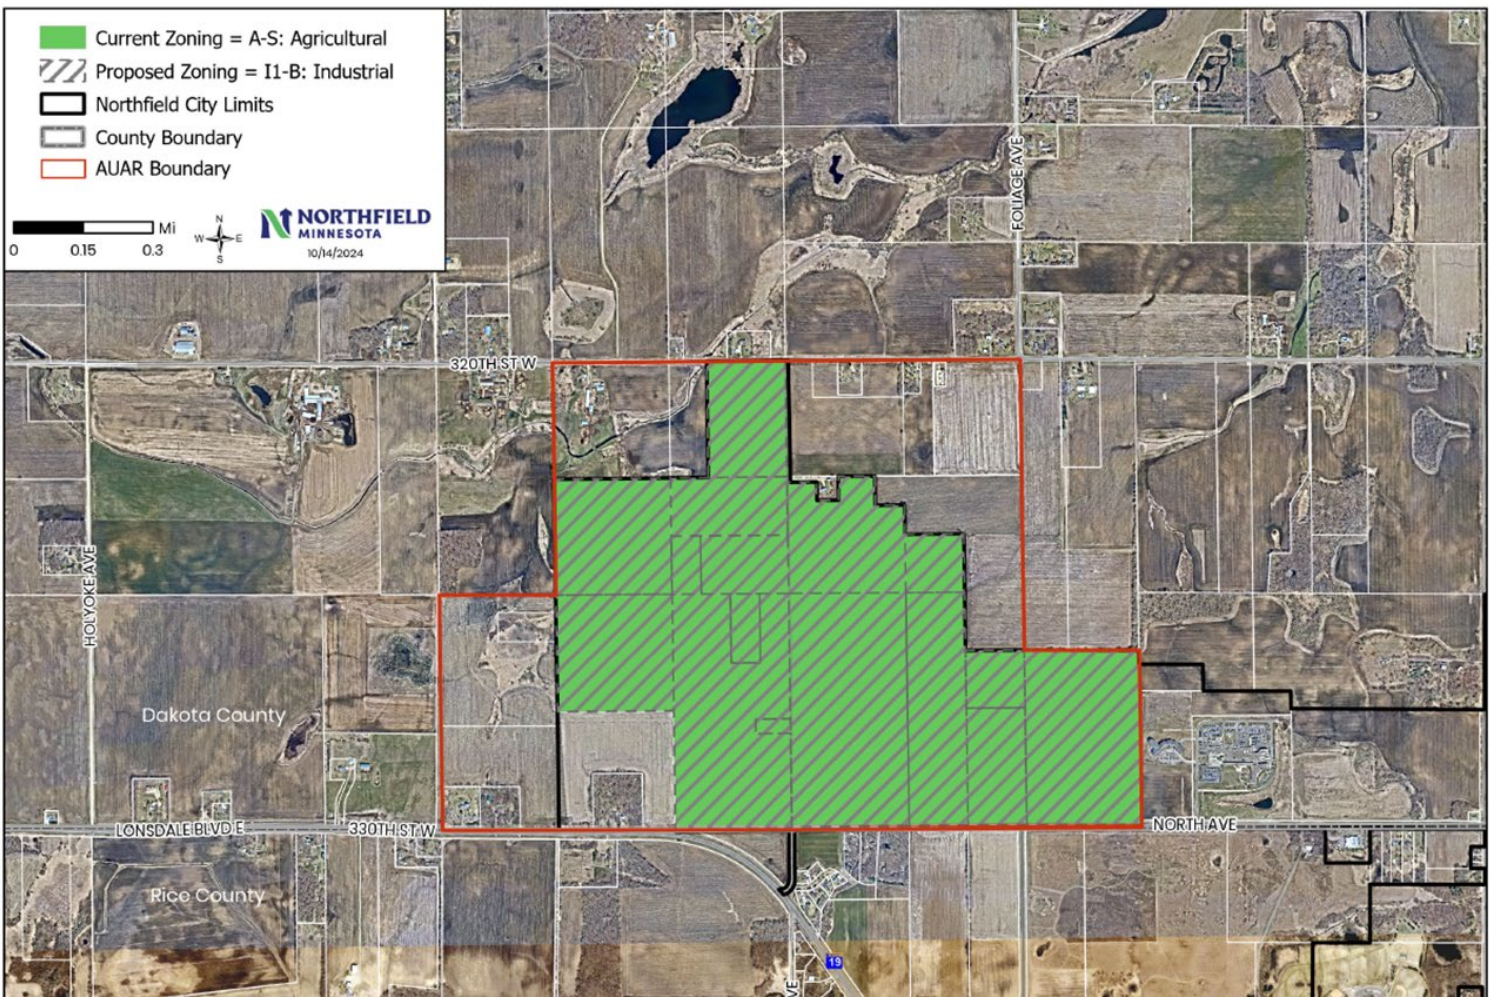 Current Zoning = A-S: Agricultural
Proposed Zoning = I1-B: Industrial
Northfield City Limits
County Boundary
AUAR Boundary
Mi
0 0.15 0.3
N
W E
S
NORTHFIELD
MINNESOTA
10/14/2024
FOLIAGE AVE
320TH ST W
HOLYOKE AVE
Dakota County
LONSDALE BLVD E
330TH ST W
NORTH AVE
Rice County
19
VE